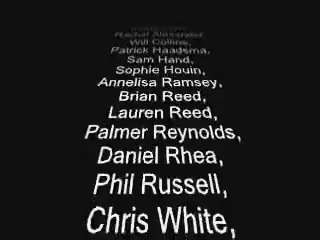 Rachel Alexander,
Will Collins,
Patrick Haadsma,
Sam Hand,
Sophie Houin,
Annelisa Ramsey,
Brian Reed,
Lauren Reed,
Palmer Reynolds,
Daniel Rhea,
Phil Russell,
Chris White,